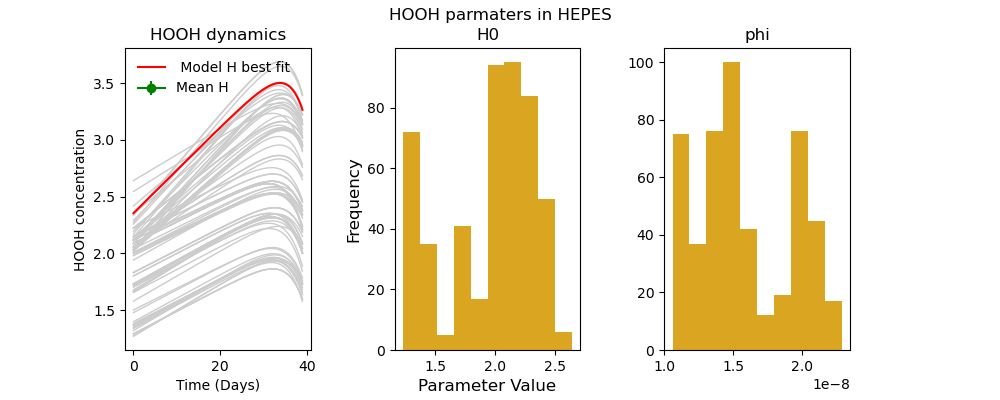 HOOH parmaters in HEPES
HOOH dynamics
H0
phi
Model H best fit
Mean H
HOOH concentration
3.5
3.0
2.5
2.0
1.5
0
20
40
Time (Days)
Frequency
80
60
40
20
0
1.5
2.0
2.5
Parameter Value
100
80
60
40
20
0
1.0
1.5
2.0
1e−8